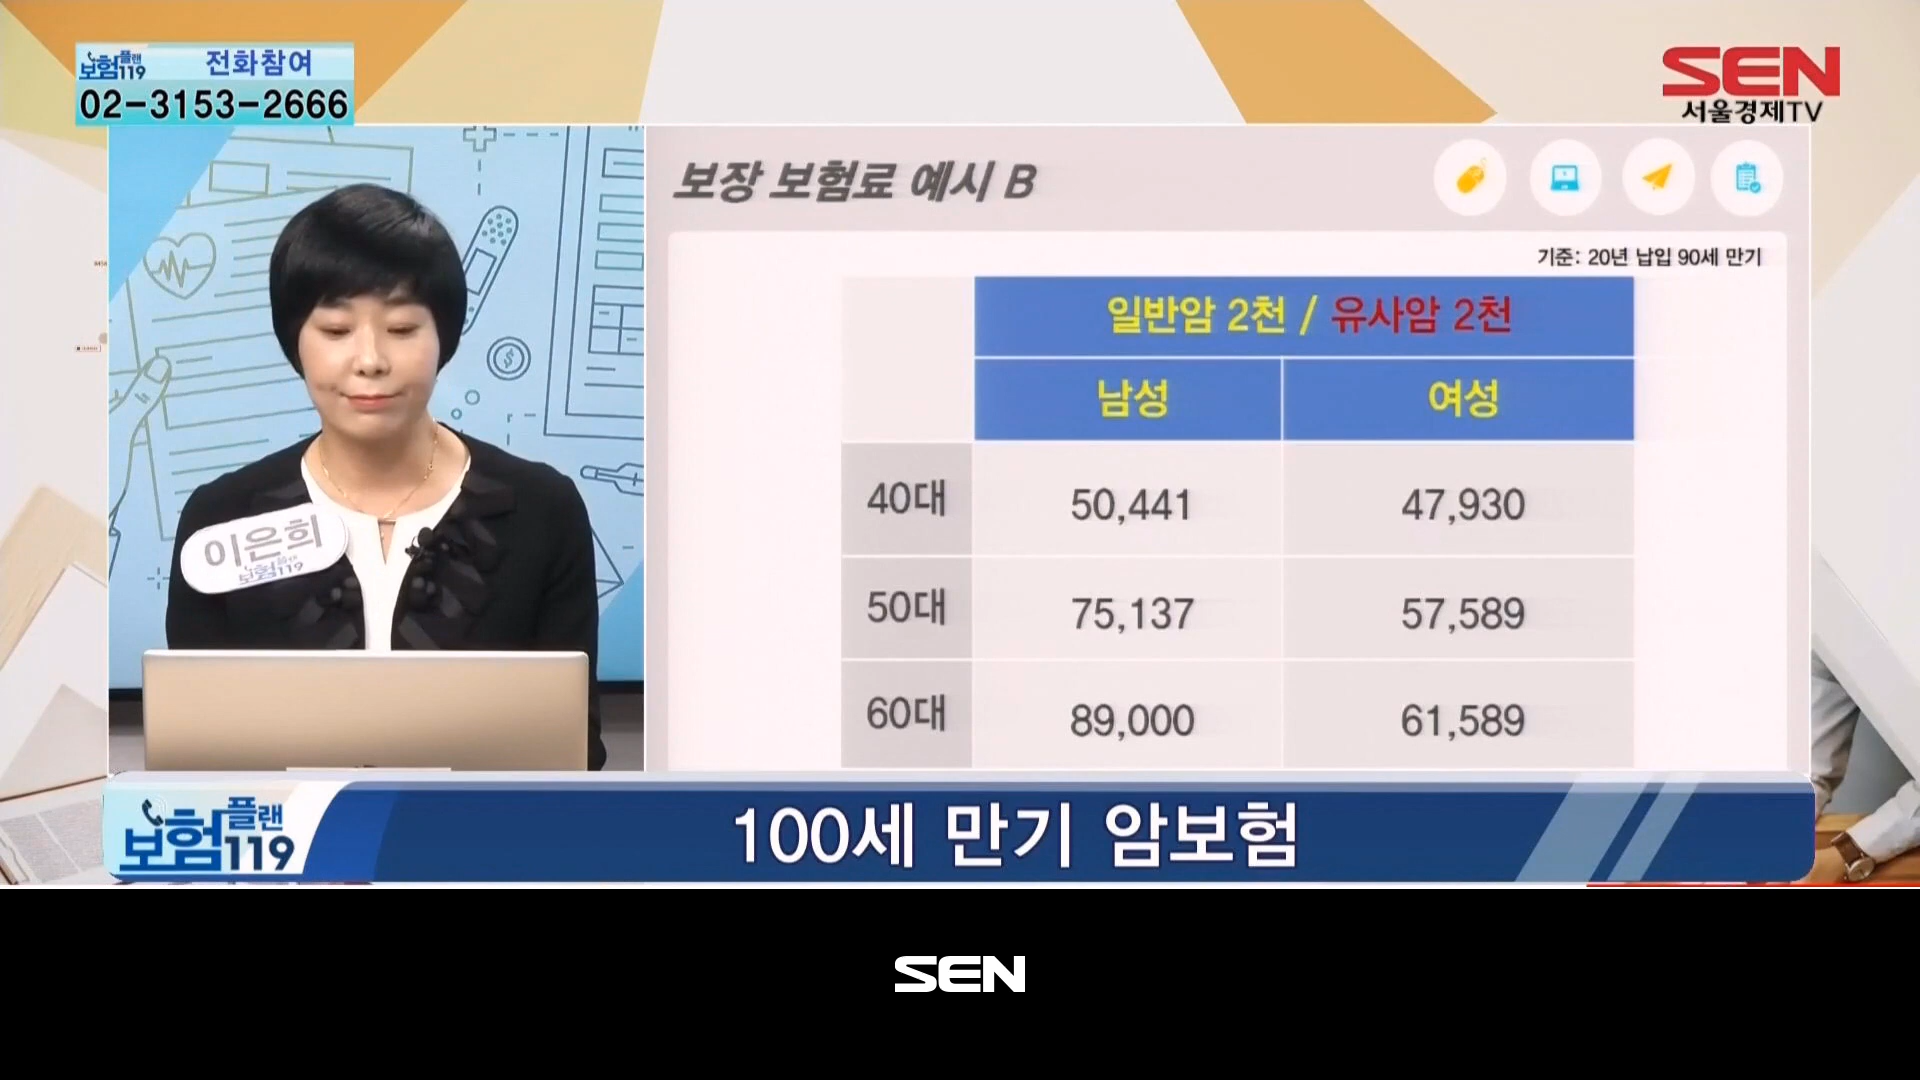 보험플랜119 전화참여
02-3153-2666
SEN
서울경제TV
보장 보험료 예시 B
기준: 20년 납입 90세 만기
일반암 2천 / 유사암 2천
남성 여성
40대 50,441 47,930
50대 75,137 57,589
60대 89,000 61,589
이은희
보험플랜119
보험플랜119
100세 만기 암보험
SEN